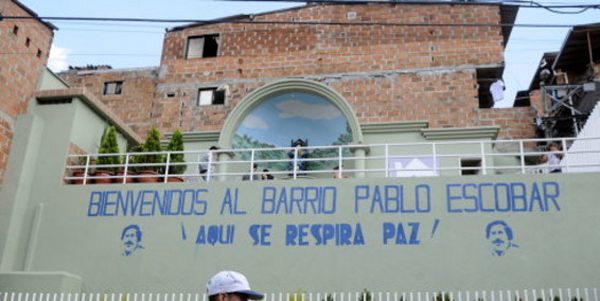 BIENVENIDOS AL BARRIO PABLO ESCOBAR
¡ AQUI SE RESPIRA PAZ !